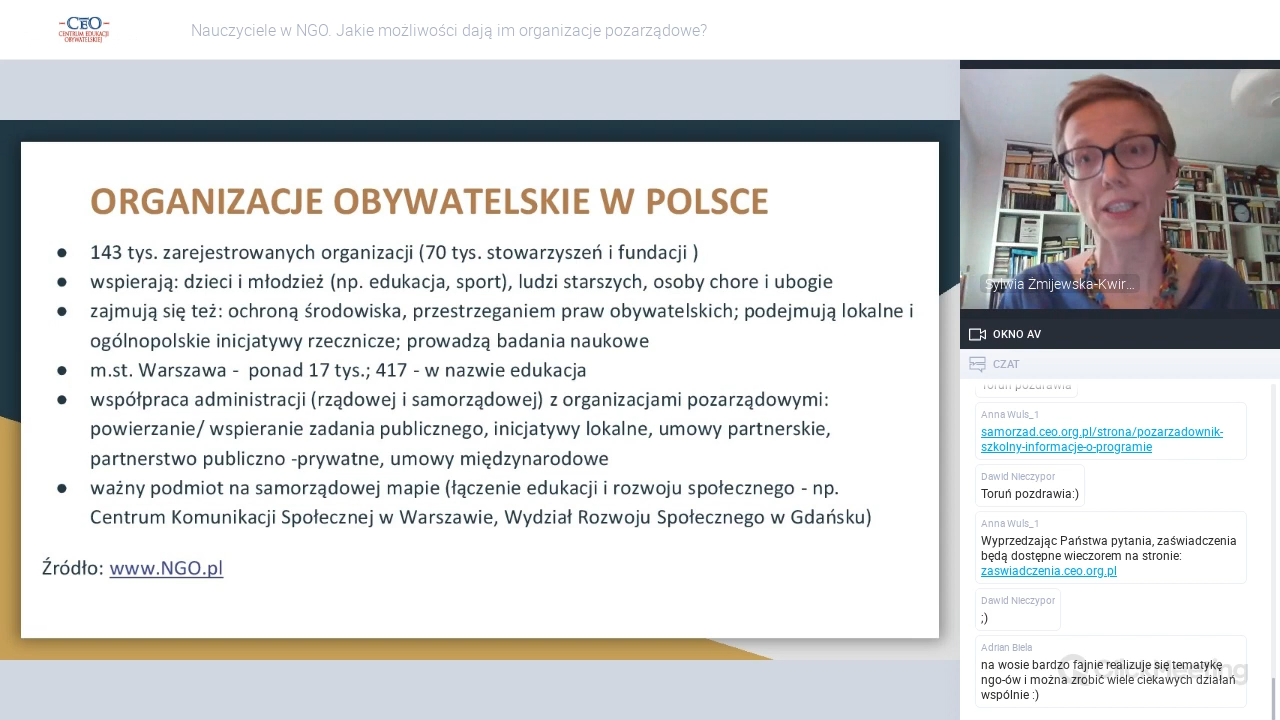 CEO
CENTRUM EDUKACJI
OBYWATELSKIEJ
Nauczyciele w NGO. Jakie możliwości dają im organizacje pozarządowe?
ORGANIZACJE OBYWATELSKIE W POLSCE
● 143 tys. zarejestrowanych organizacji (70 tys. stowarzyszeń i fundacji )
● wspierają: dzieci i młodzież (np. edukacja, sport), ludzi starszych, osoby chore i ubogie
● zajmują się też: ochroną środowiska, przestrzeganiem praw obywatelskich; podejmują lokalne i
ogólnopolskie inicjatywy rzecznicze; prowadzą badania naukowe
● m.st. Warszawa - ponad 17 tys.; 417 - w nazwie edukacja
● współpraca administracji (rządowej i samorządowej) z organizacjami pozarządowymi:
powierzanie/ wspieranie zadania publicznego, inicjatywy lokalne, umowy partnerskie,
partnerstwo publiczno -prywatne, umowy międzynarodowe
● ważny podmiot na samorządowej mapie (łączenie edukacji i rozwoju społecznego - np.
Centrum Komunikacji Społecznej w Warszawie, Wydział Rozwoju Społecznego w Gdańsku)
Źródło: www.NGO.pl
Sylwia Żmijewska-Kwir...
OKNO AV
CZAT
Toruń pozdrawia
Anna Wuls_1
samorzad.ceo.org.pl/strona/pozarzadownik-
szkolny-informacje-o-programie
Dawid Nieczypor
Toruń pozdrawia:)
Anna Wuls_1
Wyprzedzając Państwa pytania, zaświadczenia
będą dostępne wieczorem na stronie:
zaswiadczenia.ceo.org.pl
Dawid Nieczypor
;)
Adrian Biela
na wosie bardzo fajnie realizuje się tematykę
ngo-ów i można zrobić wiele ciekawych działań
wspólnie :)
ClickMeeting